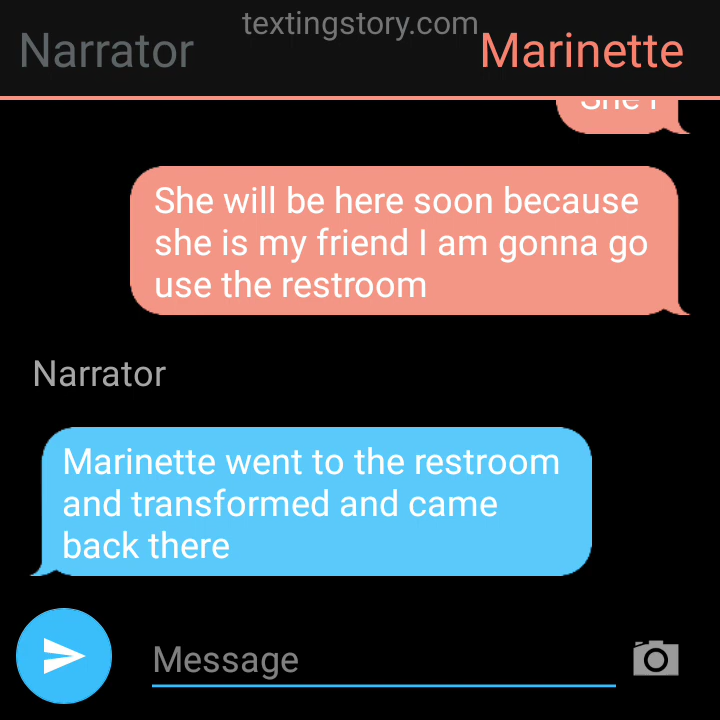 textingstory.com
Narrator
Marinette
She will be here soon because
she is my friend I am gonna go
use the restroom
Narrator
Marinette went to the restroom
and transformed and came
back there
Message